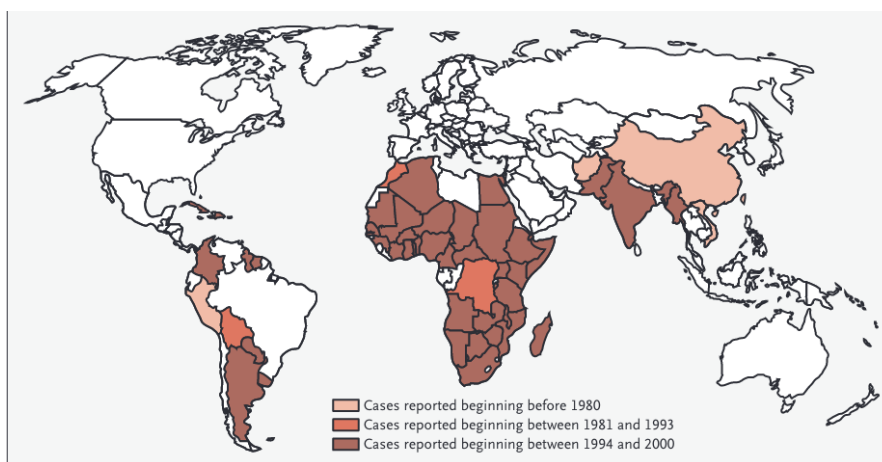 Cases reported beginning before 1980
Cases reported beginning between 1981 and 1993
Cases reported beginning between 1994 and 2000